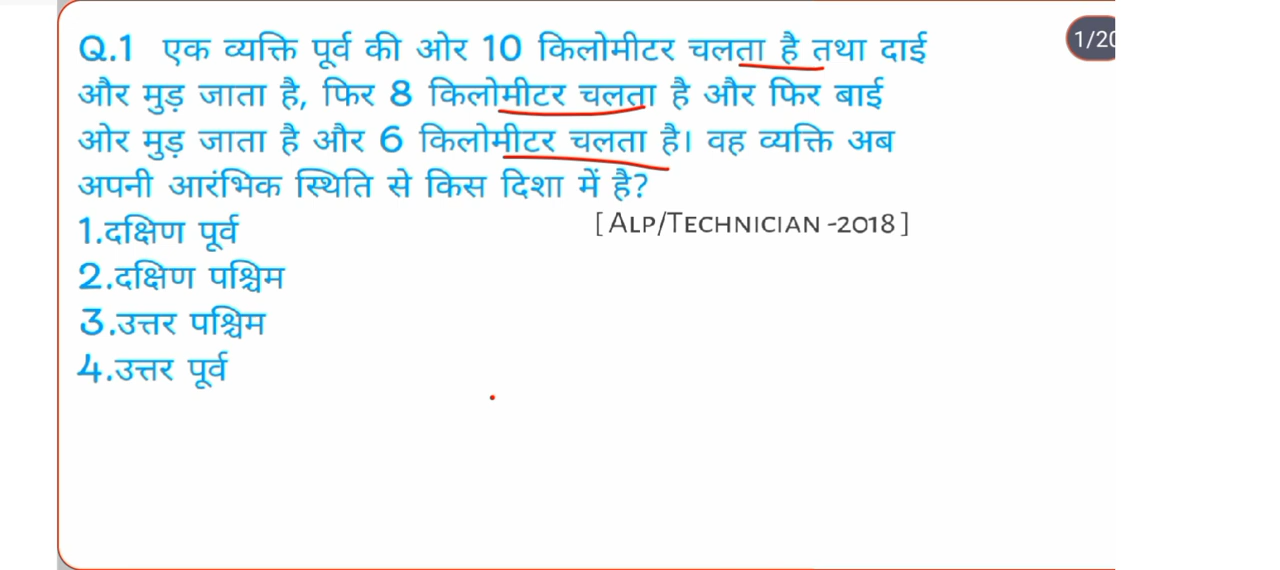 Q.1 एक व्यक्ति पूर्व की ओर 10 किलोमीटर चलता है तथा दाई
और मुड़ जाता है, फिर 8 किलोमीटर चलता है और फिर बाई
ओर मुड़ जाता है और 6 किलोमीटर चलता है। वह व्यक्ति अब
अपनी आरंभिक स्थिति से किस दिशा में है?
1.दक्षिण पूर्व
[ALP/TECHNICIAN -2018]
2.दक्षिण पश्चिम
3.उत्तर पश्चिम
4.उत्तर पूर्व
1/20